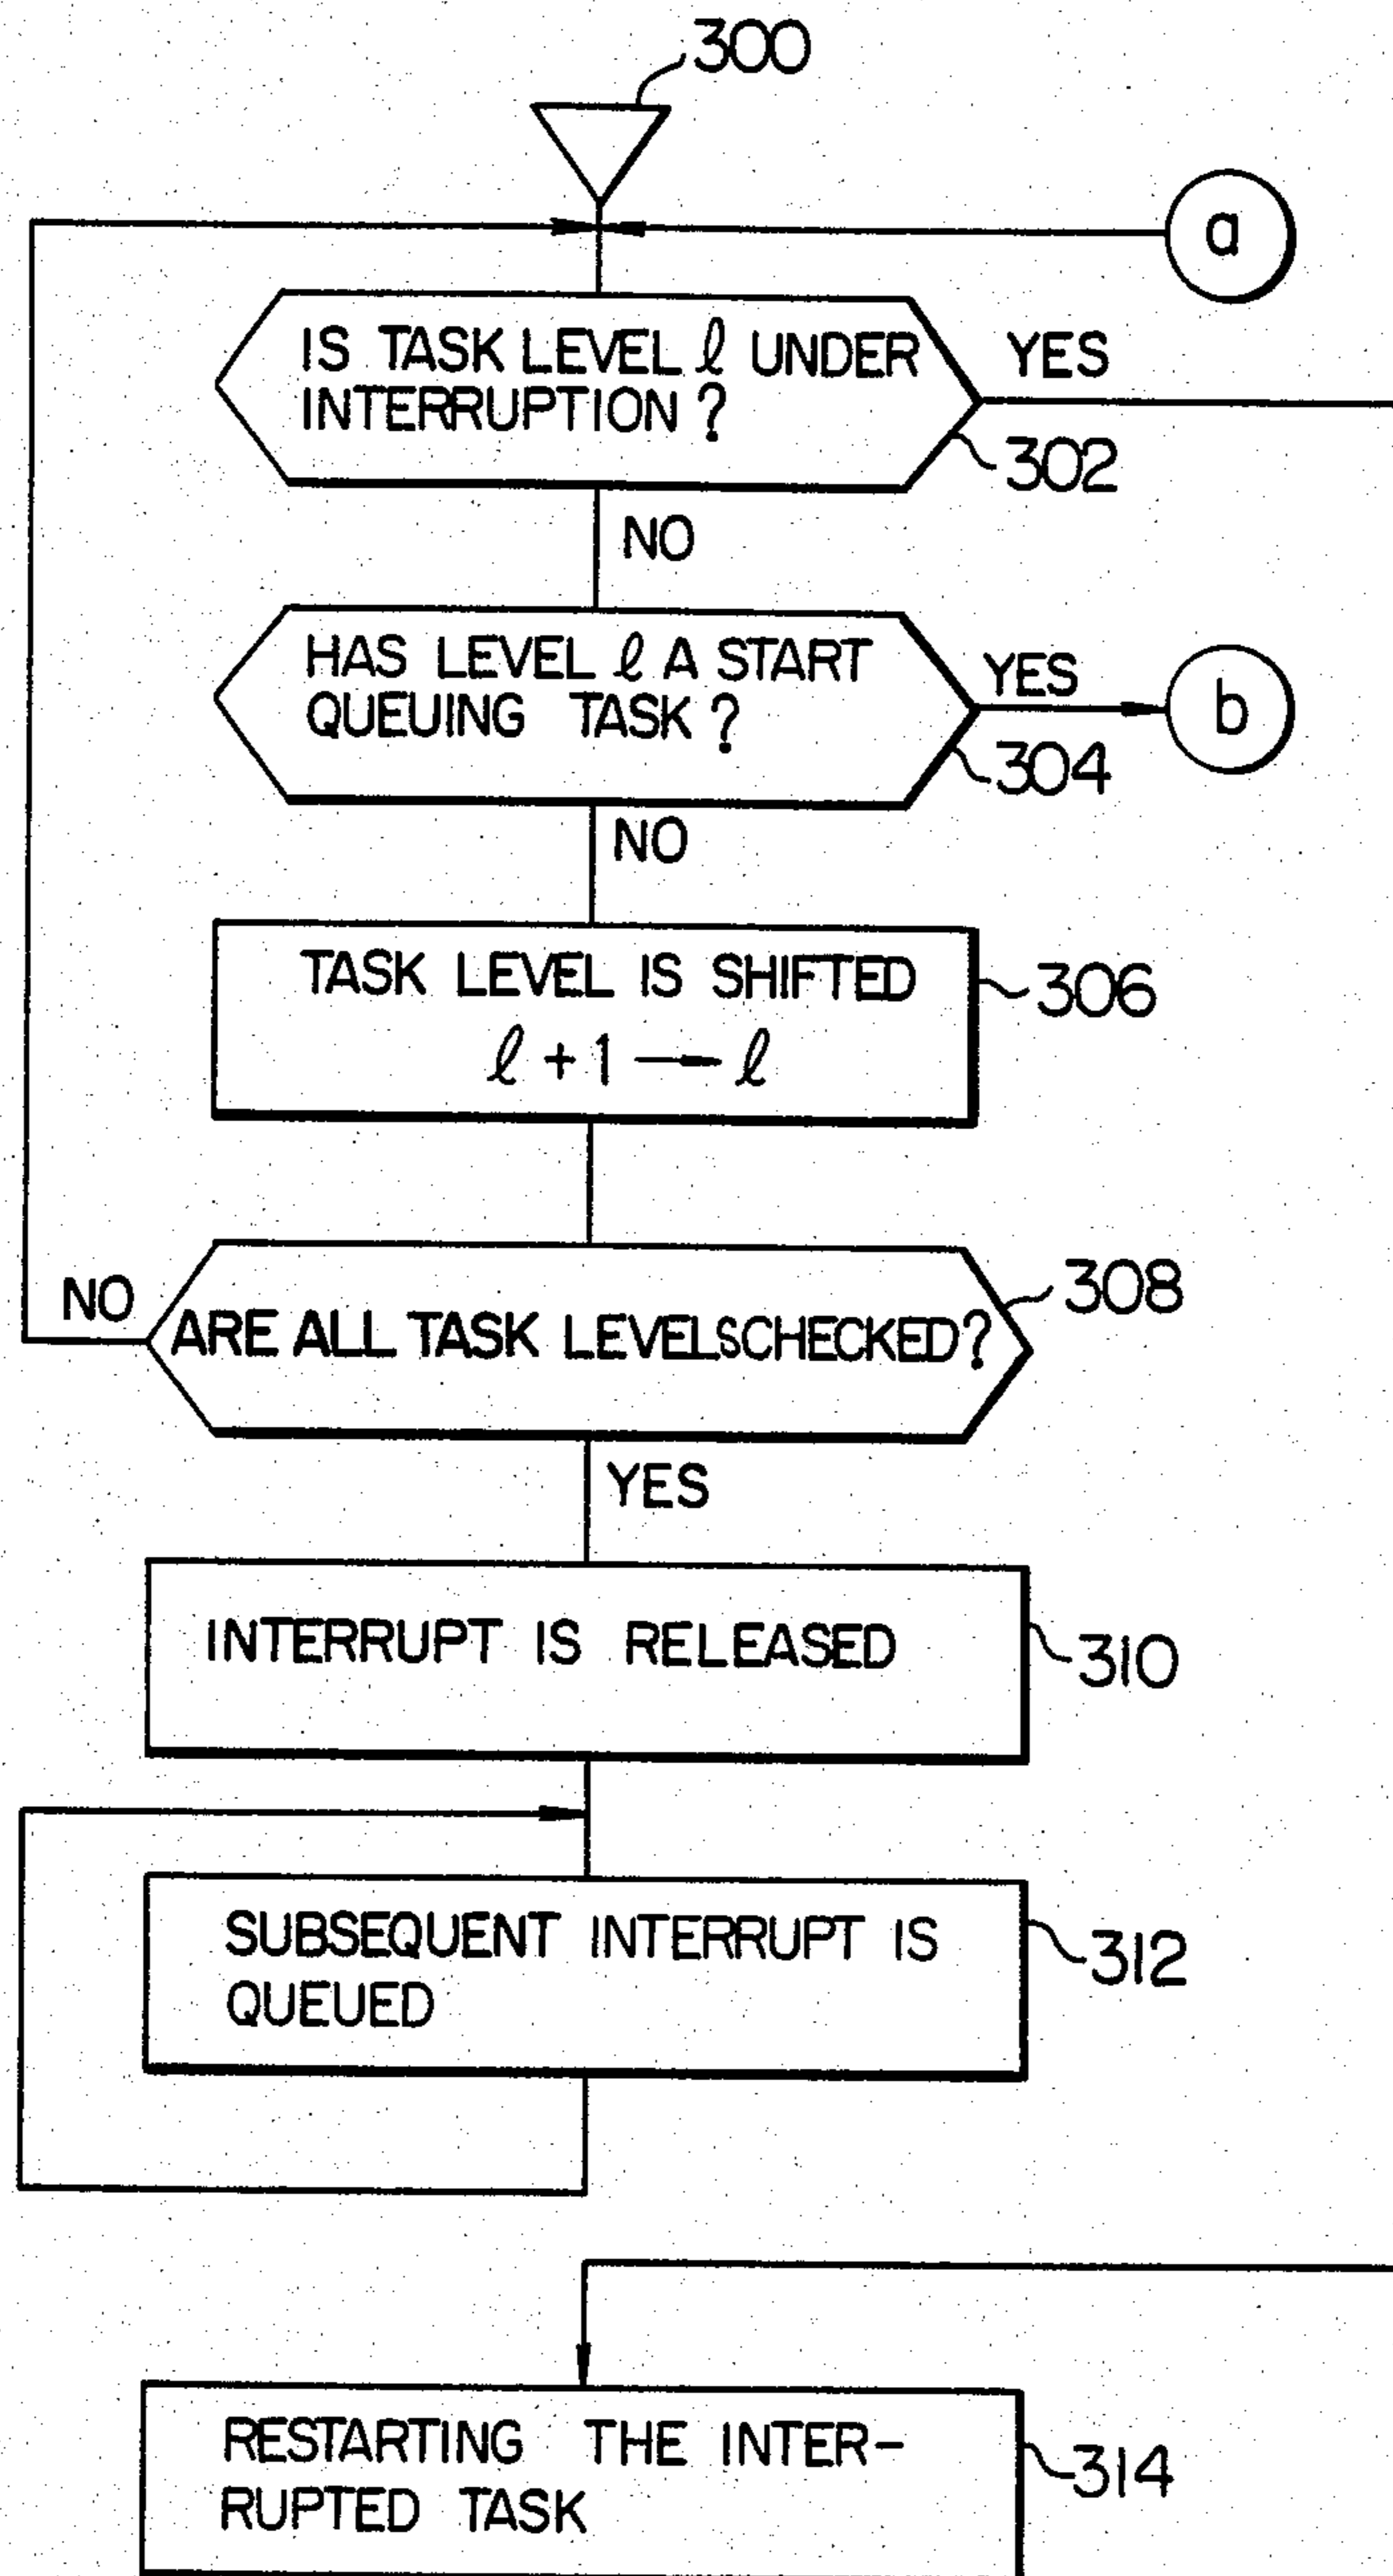 300
a
IS TASK LEVEL ℓ UNDER
INTERRUPTION ?
YES
302
NO
HAS LEVEL ℓ A START
QUEUING TASK ?
YES
b
304
NO
TASK LEVEL IS SHIFTED
ℓ + 1 → ℓ
306
308
NO
ARE ALL TASK LEVELSCHECKED?
YES
INTERRUPT IS RELEASED
310
SUBSEQUENT INTERRUPT IS
QUEUED
312
RESTARTING THE INTER-
RUPTED TASK
314